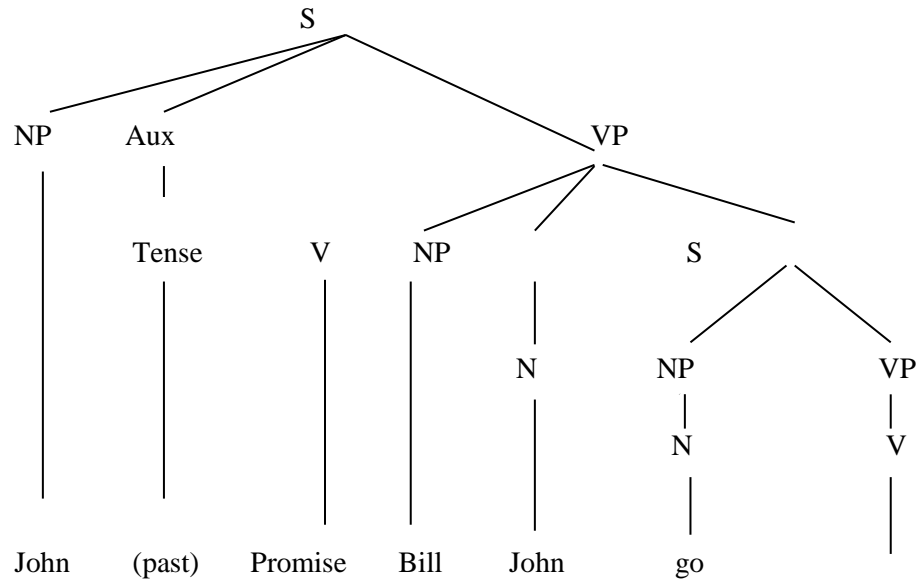 S
NP Aux VP
Tense V NP S
N NP VP
N V
John (past) Promise Bill John go